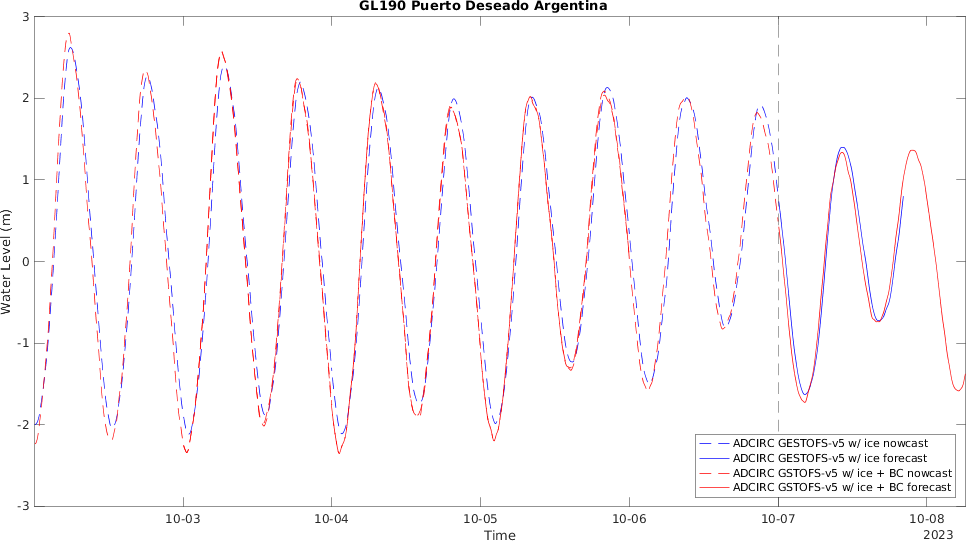 GL190 Puerto Deseado Argentina
3
2
1
0
-1
-2
-3
Water Level (m)
10-03
10-04
10-05
10-06
10-07
10-08
Time
2023
ADCIRC GESTOFS-v5 w/ ice nowcast
ADCIRC GESTOFS-v5 w/ ice forecast
ADCIRC GSTOFS-v5 w/ ice + BC nowcast
ADCIRC GSTOFS-v5 w/ ice + BC forecast